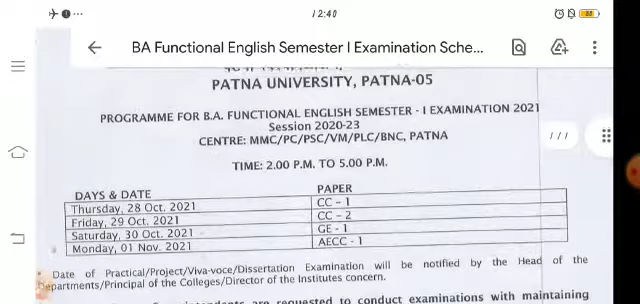 12:40
BA Functional English Semester I Examination Sche...
PATNA UNIVERSITY, PATNA-05
PROGRAMME FOR B.A. FUNCTIONAL ENGLISH SEMESTER - I EXAMINATION 2021
Session 2020-23
CENTRE: MMC/PC/PSC/VM/PLC/BNC, PATNA
1/1
TIME: 2.00 P.M. TO 5.00 P.M.
DAYS & DATE PAPER
Thursday, 28 Oct. 2021 CC - 1
Friday, 29 Oct. 2021 CC - 2
Saturday, 30 Oct. 2021 GE - 1
Monday, 01 Nov. 2021 AECC - 1
* Date of Practical/Project/Viva-voce/Dissertation Examination will be notified by the Head of the
Departments/Principal of the Colleges/Director of the Institutes concern.
are requested to conduct examinations with maintaining